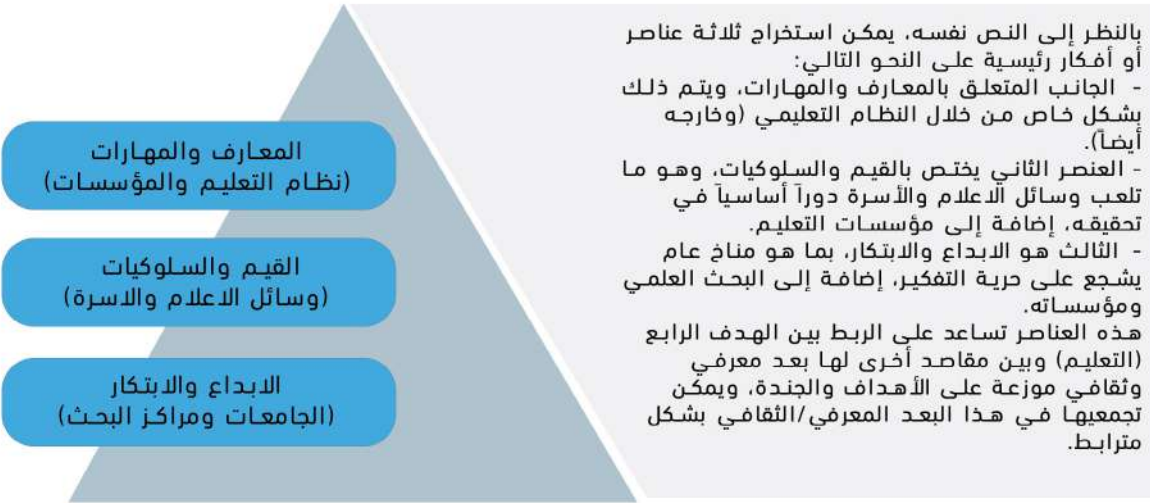 بالنظر إلى النص نفسه، يمكن استخراج ثلاثة عناصر
أو أفكار رئيسية على النحو التالي:
- الجانب المتعلق بالمعارف والمهارات، ويتم ذلك
بشكل خاص من خلال النظام التعليمي (وخارجه
أيضاً).
- العنصر الثاني يختص بالقيم والسلوكيات، وهو ما
تلعب وسائل الاعلام والأسرة دوراً أساسياً في
تحقيقه، إضافة إلى مؤسسات التعليم.
- الثالث هو الابداع والابتكار، بما هو مناخ عام
يشجع على حرية التفكير، إضافة إلى البحث العلمي
ومؤسساته.
هذه العناصر تساعد على الربط بين الهدف الرابع
(التعليم) وبين مقاصد أخرى لها بعد معرفي
وثقافي موزعة على الأهداف والجندة، ويمكن
تجمعيها في هذا البعد المعرفي/الثقافي بشكل
مترابط.
المعارف والمهارات
(نظام التعليم والمؤسسات)
القيم والسلوكيات
(وسائل الاعلام والاسرة)
الابداع والابتكار
(الجامعات ومراكز البحث)